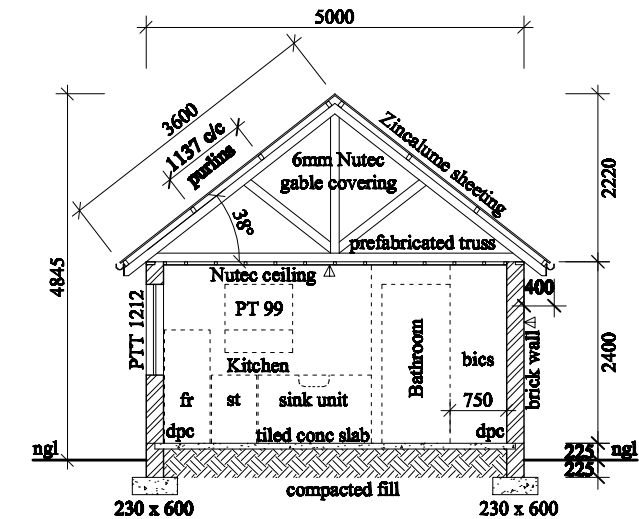 5000
3600
1137 c/c
purlins
Zincalume sheeting
6mm Nutec
gable covering
2220
38º
prefabricated truss
Nutec ceiling
400
4845
PTT 1212
PT 99
Kitchen
Bathroom
bics
brick wall
2400
fr
st
sink unit
750
dpc
tiled conc slab
dpc
ngl
ngl
225
225
compacted fill
230 x 600
230 x 600